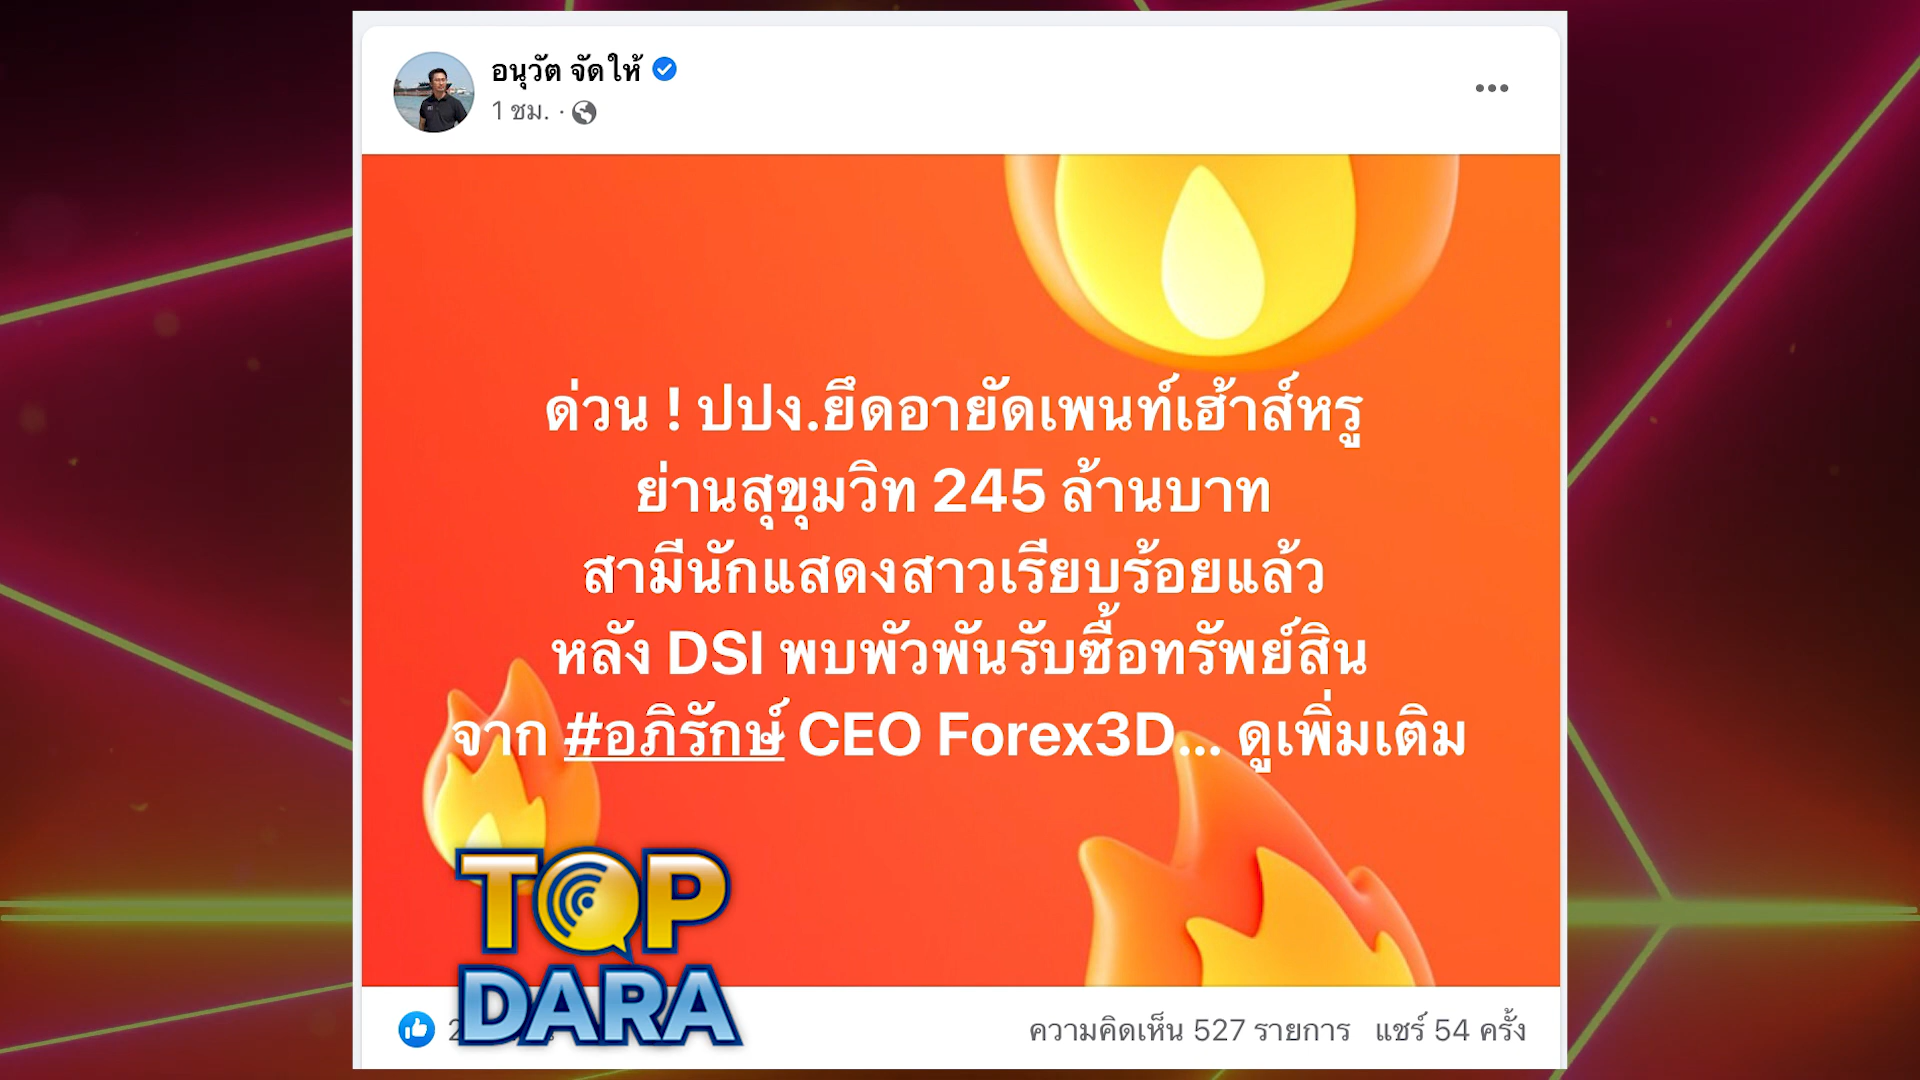 อนุวัต จัดให้
1 ชม. ·
ด่วน ! ปปง.ยึดอายัดเพนท์เฮ้าส์หรู
ย่านสุขุมวิท 245 ล้านบาท
สามีนักแสดงสาวเรียบร้อยแล้ว
หลัง DSI พบพัวพันรับซื้อทรัพย์สิน
จาก #อภิรักษ์ CEO Forex3D... ดูเพิ่มเติม
TOP
DARA
ความคิดเห็น 527 รายการ แชร์ 54 ครั้ง